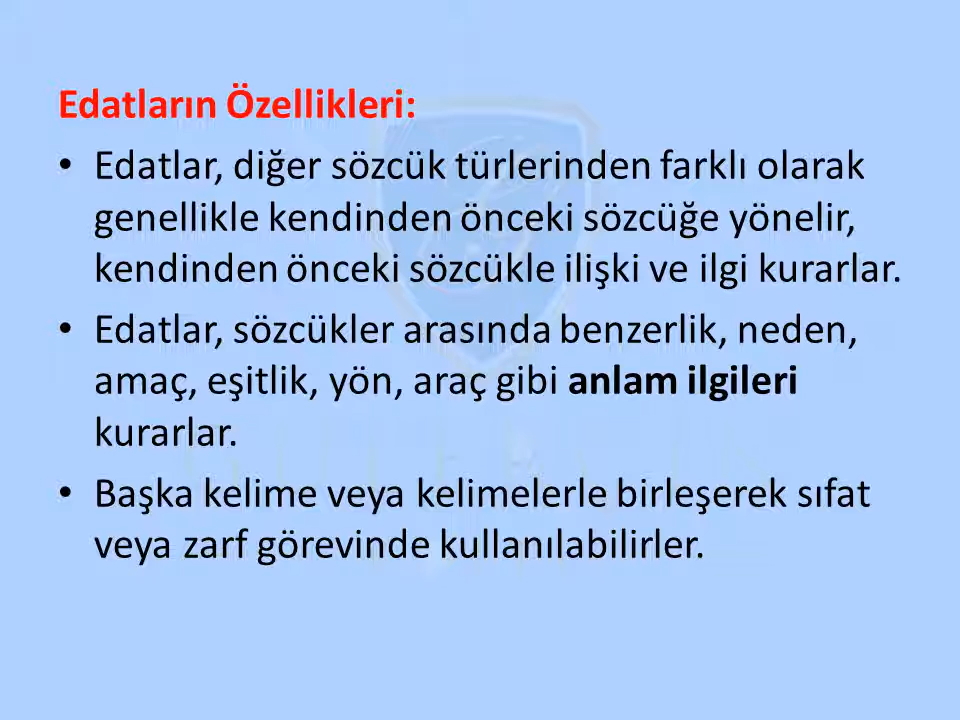 Edatların Özellikleri:
• Edatlar, diğer sözcük türlerinden farklı olarak
genellikle kendinden önceki sözcüğe yönelir,
kendinden önceki sözcükle ilişki ve ilgi kurarlar.
• Edatlar, sözcükler arasında benzerlik, neden,
amaç, eşitlik, yön, araç gibi anlam ilgileri
kurarlar.
• Başka kelime veya kelimelerle birleşerek sıfat
veya zarf görevinde kullanılabilirler.